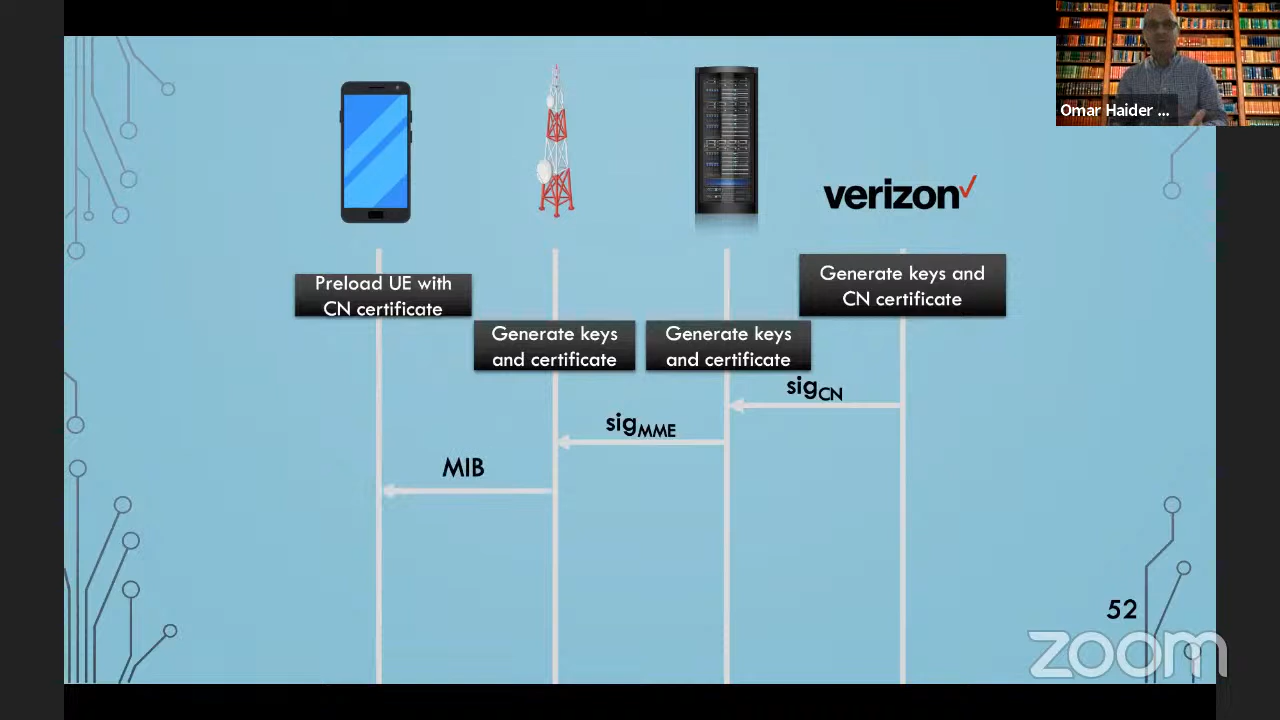 Omar Haider ...
verizon
Preload UE with
CN certificate
Generate keys and
CN certificate
Generate keys
and certificate
Generate keys
and certificate
sigCN
sigMME
MIB
52
zoom